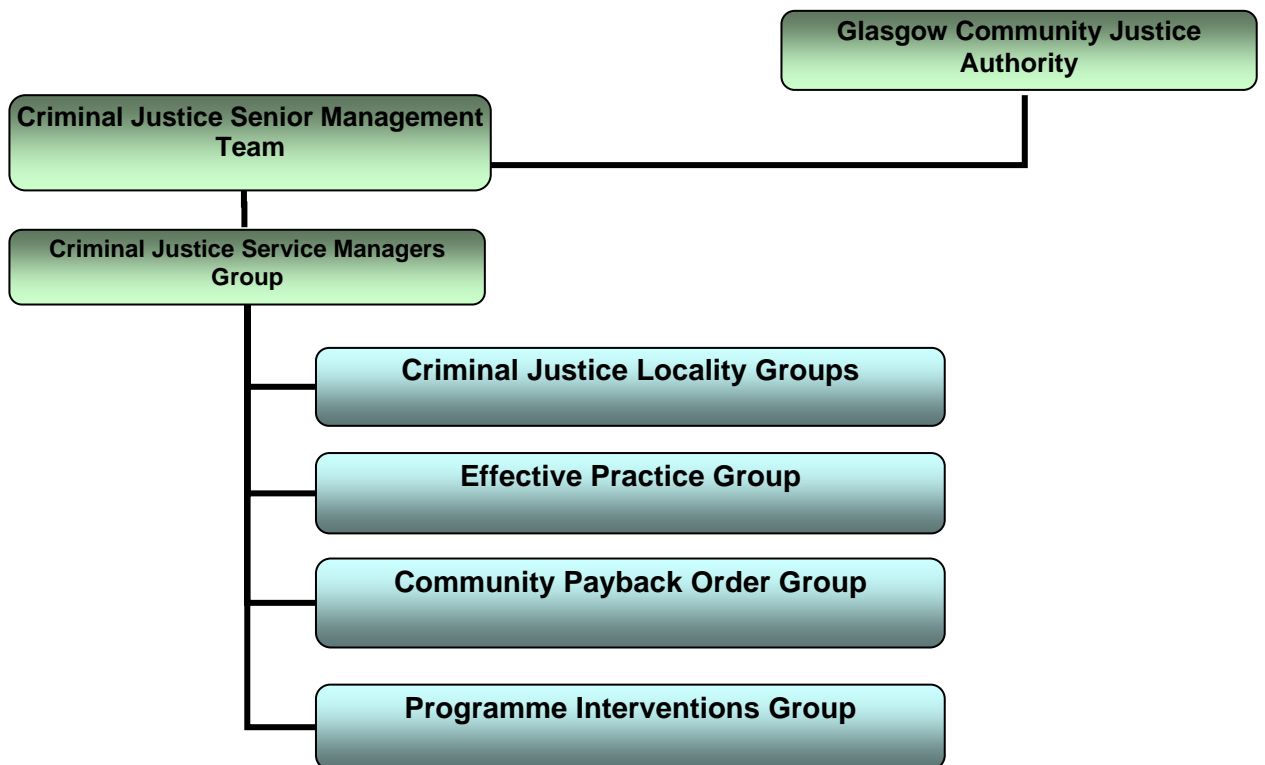 Glasgow Community Justice
Authority
Criminal Justice Senior Management
Team
Criminal Justice Service Managers
Group
Criminal Justice Locality Groups
Effective Practice Group
Community Payback Order Group
Programme Interventions Group